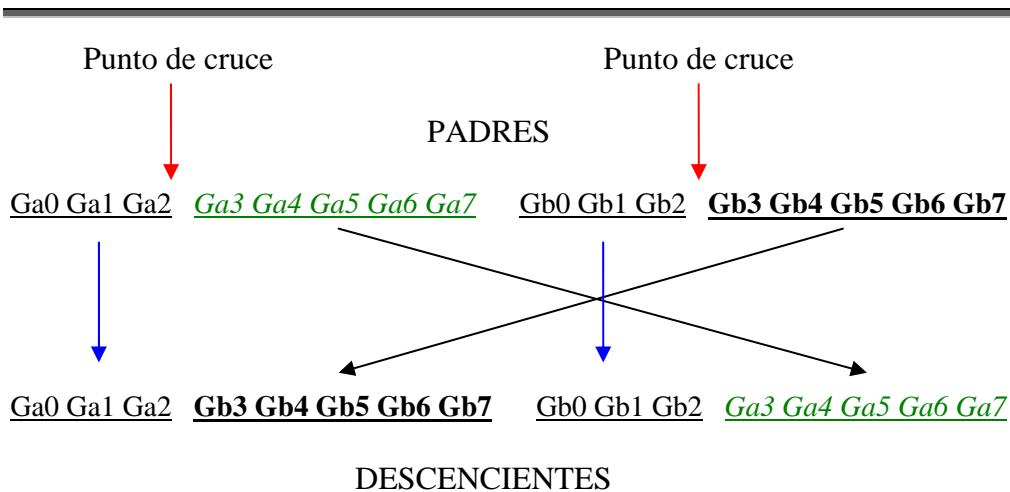 Punto de cruce Punto de cruce
PADRES
Ga0 Ga1 Ga2 Ga3 Ga4 Ga5 Ga6 Ga7 Gb0 Gb1 Gb2 Gb3 Gb4 Gb5 Gb6 Gb7
Ga0 Ga1 Ga2 Gb3 Gb4 Gb5 Gb6 Gb7 Gb0 Gb1 Gb2 Ga3 Ga4 Ga5 Ga6 Ga7
DESCENCIENTES